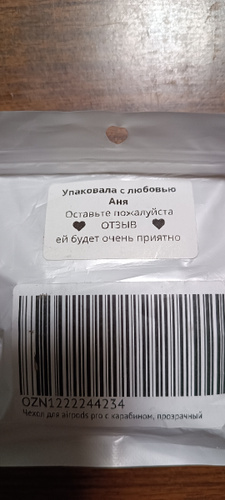 Упаковала с любовью
Аня
Оставьте пожалуйста
♥ ОТЗЫВ ♥
ей будет очень приятно
OZN1222244234
Чехол для airpods pro с карабином, прозрачный